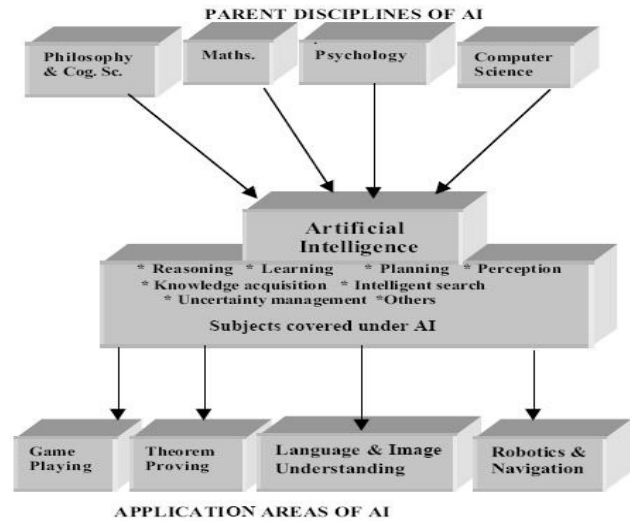 PARENT DISCIPLINES OF AI
Philosophy
& Cog. Sc.
Maths.
Psychology
Computer
Science
Artificial
Intelligence
* Reasoning * Learning * Planning * Perception
* Knowledge acquisition * Intelligent search
* Uncertainty management *Others
Subjects covered under AI
Game
Playing
Theorem
Proving
Language & Image
Understanding
Robotics &
Navigation
APPLICATION AREAS OF AI